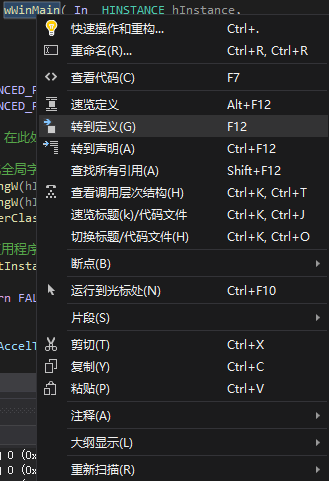 wWinMain( In HINSTANCE hInstance.
快速操作和重构... Ctrl+.
重命名(R)... Ctrl+R, Ctrl+R
查看代码(C) F7
NCED_F
速览定义 Alt+F12
NCED_F
转到定义(G) F12
在此处
转到声明(A) Ctrl+F12
化全局字
查找所有引用(A) Shift+F12
ngW(hI
查看调用层次结构(H) Ctrl+K, Ctrl+T
ngW(hI
速览标题(k)/代码文件 Ctrl+K, Ctrl+J
erClas
切换标题/代码文件(H) Ctrl+K, Ctrl+O
应用程序
断点(B)
tInsta
运行到光标处(N) Ctrl+F10
rn FAL
片段(S)
剪切(T) Ctrl+X
AccelT
复制(Y) Ctrl+C
粘贴(P) Ctrl+V
注释(A)
大纲显示(L)
0 (0x
重新扫描(R)
0 (0x